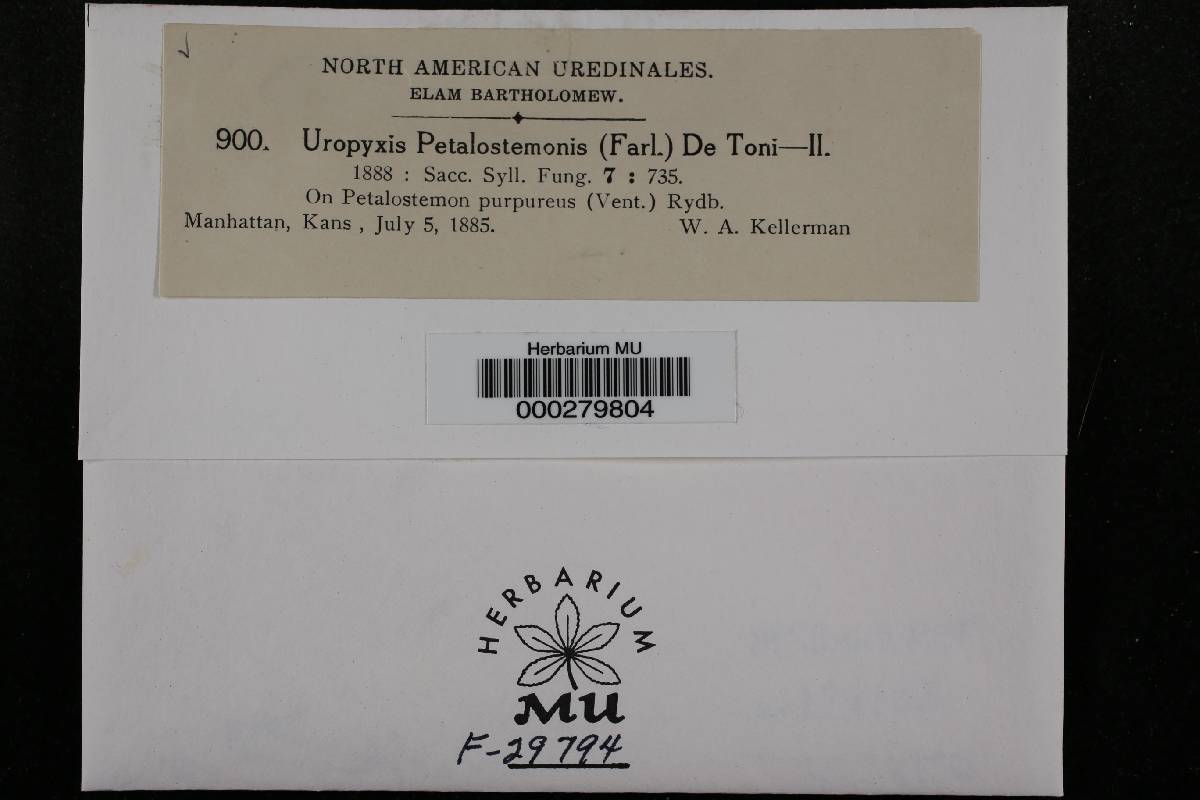 NORTH AMERICAN UREDINALES.
ELAM BARTHOLOMEW.
900. Uropyxis Petalostemonis (Farl.) De Toni—II.
1888 : Sacc. Syll. Fung. 7 : 735.
On Petalostemon purpureus (Vent.) Rydb.
Manhattan, Kans , July 5, 1885. W. A. Kellerman
Herbarium MU
000279804
HERBARIUM
MU
F-29794